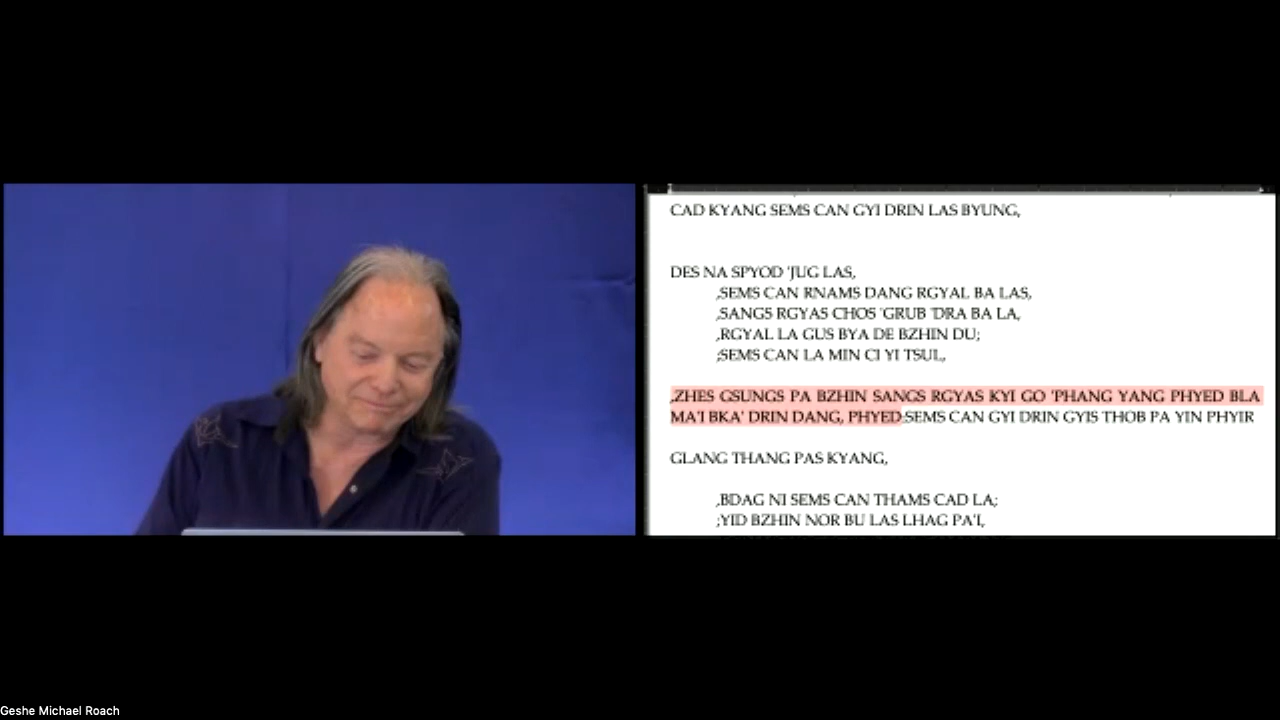 CAD KYANG SEMS CAN GYI DRIN LAS BYUNG,
DES NA SPYOD 'JUG LAS,
,SEMS CAN RNAMS DANG RGYAL BA LAS,
,SANGS RGYAS CHOS 'GRUB 'DRA BA LA,
,RGYAL LA GUS BYA DE BZHIN DU;
;SEMS CAN LA MIN CI YI TSUL,
,ZHES GSUNGS PA BZHIN SANGS RGYAS KYI GO 'PHANG YANG PHYED BLA
MA'I BKA' DRIN DANG, PHYED;SEMS CAN GYI DRIN GYIS THOB PA YIN PHYIR
GLANG THANG PAS KYANG,
,BDAG NI SEMS CAN THAMS CAD LA;
;YID BZHIN NOR BU LAS LHAG PA'I,
Geshe Michael Roach